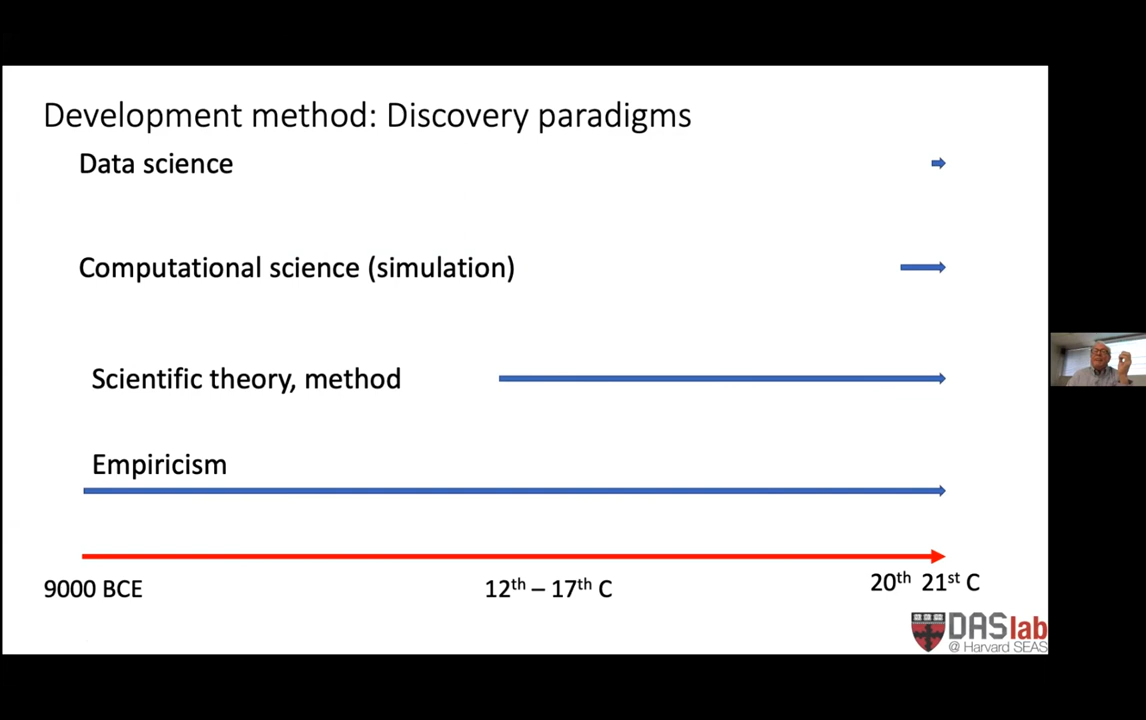 Development method: Discovery paradigms
Data science
Computational science (simulation)
Scientific theory, method
Empiricism
9000 BCE
12th – 17th C
20th 21st C
DASlab
@ Harvard SEAS